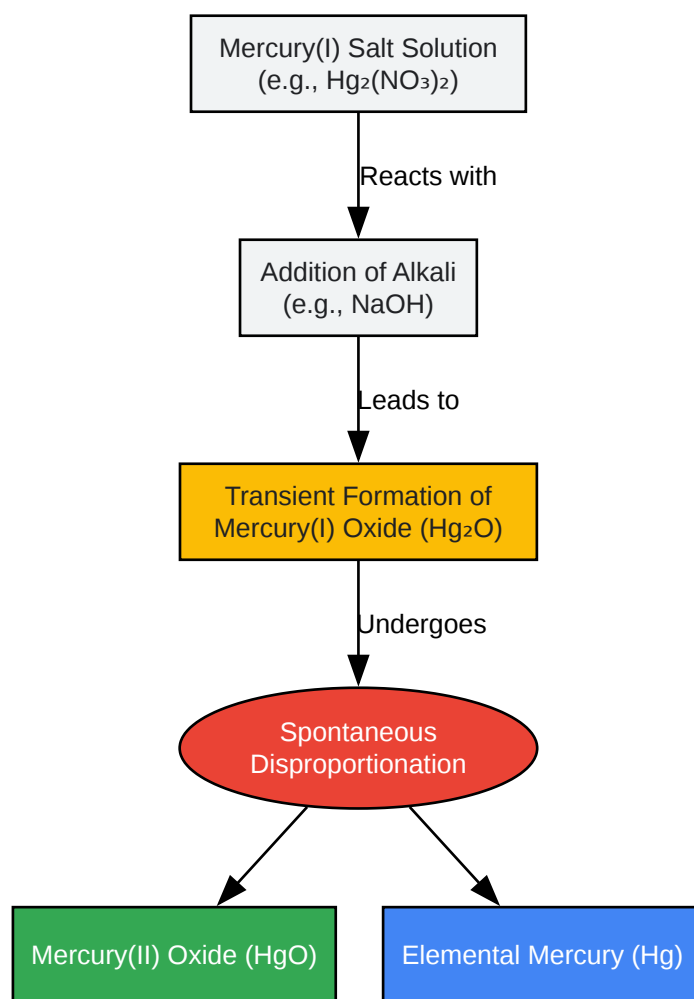 Mercury(I) Salt Solution
(e.g., Hg₂(NO₃)₂)
Reacts with
Addition of Alkali
(e.g., NaOH)
Leads to
Transient Formation of
Mercury(I) Oxide (Hg₂O)
Undergoes
Spontaneous
Disproportionation
Mercury(II) Oxide (HgO)
Elemental Mercury (Hg)